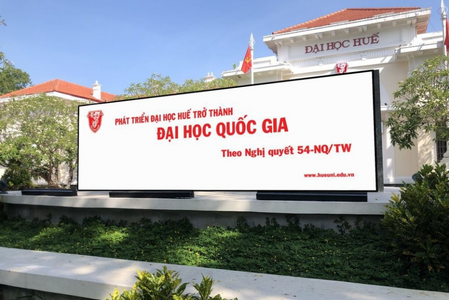 ĐẠI HỌC HUẾ
PHÁT TRIỂN ĐẠI HỌC HUẾ TRỞ THÀNH
ĐẠI HỌC QUỐC GIA
Theo Nghị quyết 54-NQ/TW
www.hueuni.edu.vn